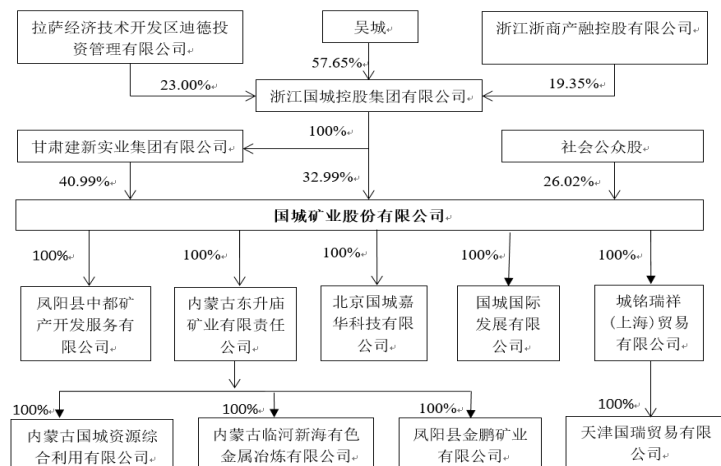 拉萨经济技术开发区迪德投
资管理有限公司
吴城
浙江浙商产融控股有限公司
57.65%
23.00%
19.35%
浙江国城控股集团有限公司
100%
甘肃建新实业集团有限公司
社会公众股
40.99%
32.99%
26.02%
国城矿业股份有限公司
100%
100%
100%
100%
100%
凤阳县中都矿
产开发服务有
限公司
内蒙古东升庙
矿业有限责任
公司
北京国城嘉
华科技有限
公司
国城国际
发展有限
公司
城铭瑞祥
(上海)贸易
有限公司
100%
100%
100%
100%
内蒙古国城资源综
合利用有限公司
内蒙古临河新海有色
金属冶炼有限公司
凤阳县金鹏矿业
有限公司
天津国瑞贸易有限
公司